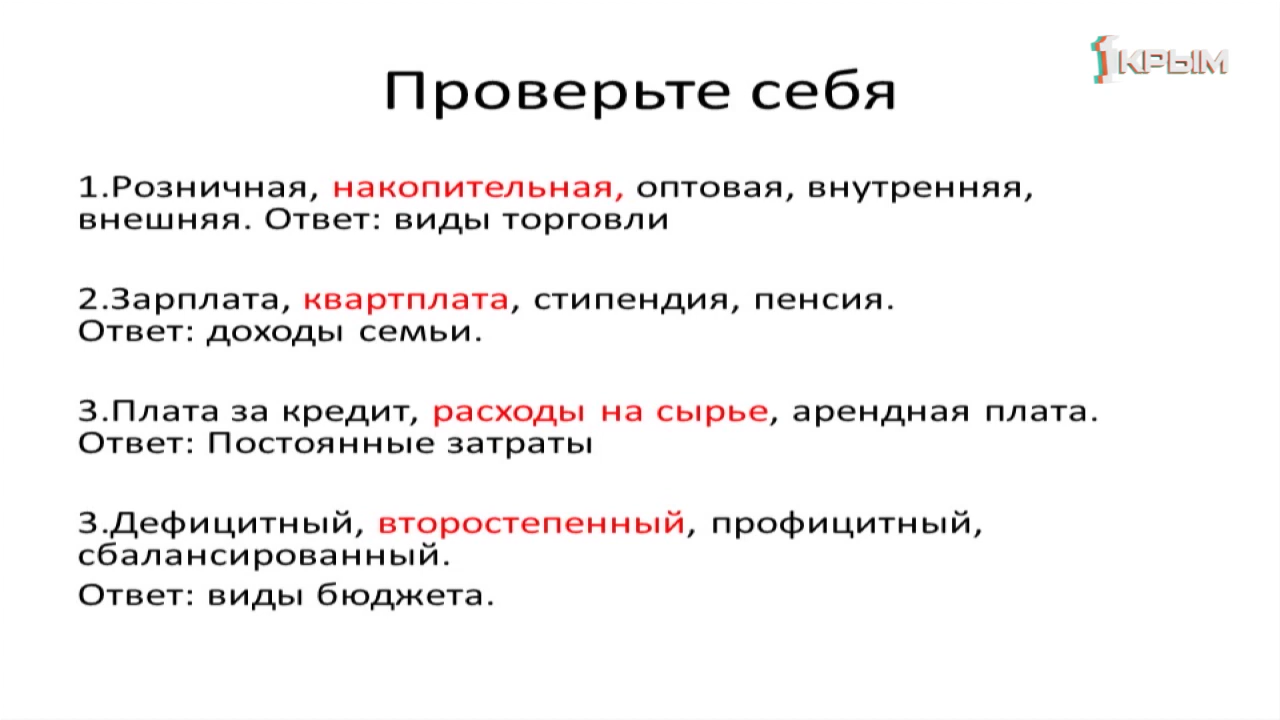 1КРЫМ
Проверьте себя
1.Розничная, накопительная, оптовая, внутренняя,
внешняя. Ответ: виды торговли
2.Зарплата, квартплата, стипендия, пенсия.
Ответ: доходы семьи.
3.Плата за кредит, расходы на сырье, арендная плата.
Ответ: Постоянные затраты
3.Дефицитный, второстепенный, профицитный,
сбалансированный.
Ответ: виды бюджета.